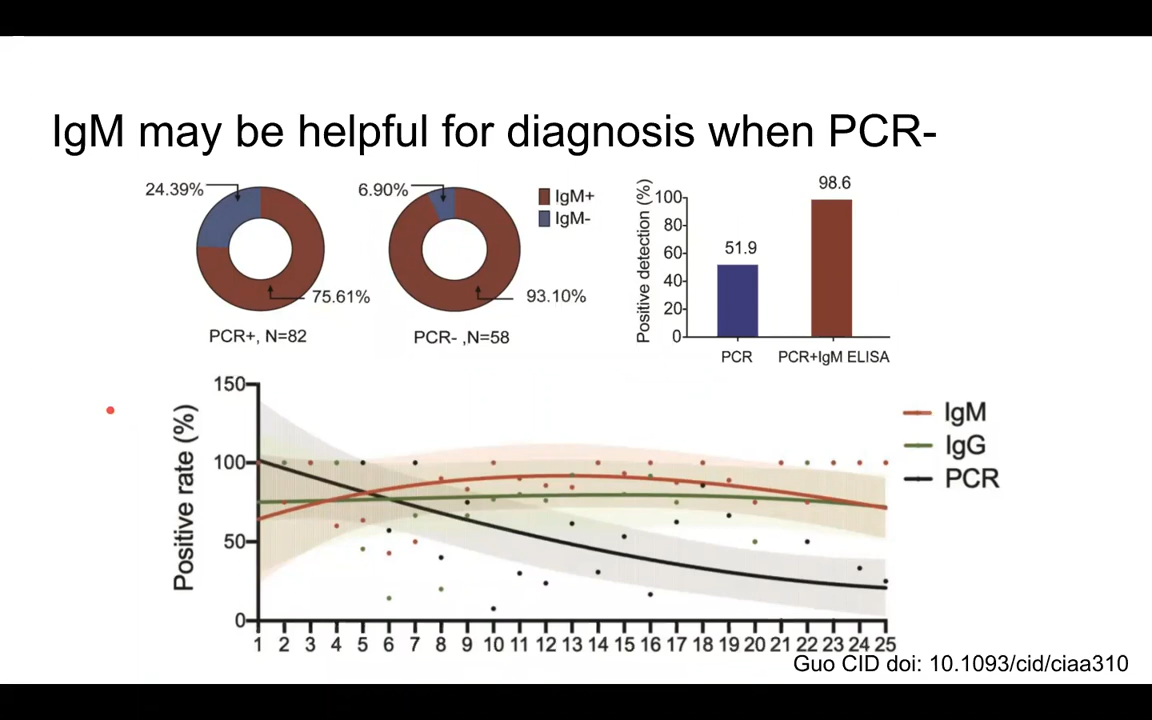 IgM may be helpful for diagnosis when PCR-
24.39%
75.61%
PCR+, N=82
6.90%
93.10%
PCR- ,N=58
IgM+
IgM-
Positive detection (%)
100
80
60
40
20
0
51.9
98.6
PCR
PCR+IgM ELISA
Positive rate (%)
150
100
50
0
1 2 3 4 5 6 7 8 9 10 11 12 13 14 15 16 17 18 19 20 21 22 23 24 25
IgM
IgG
PCR
Guo CID doi: 10.1093/cid/ciaa310